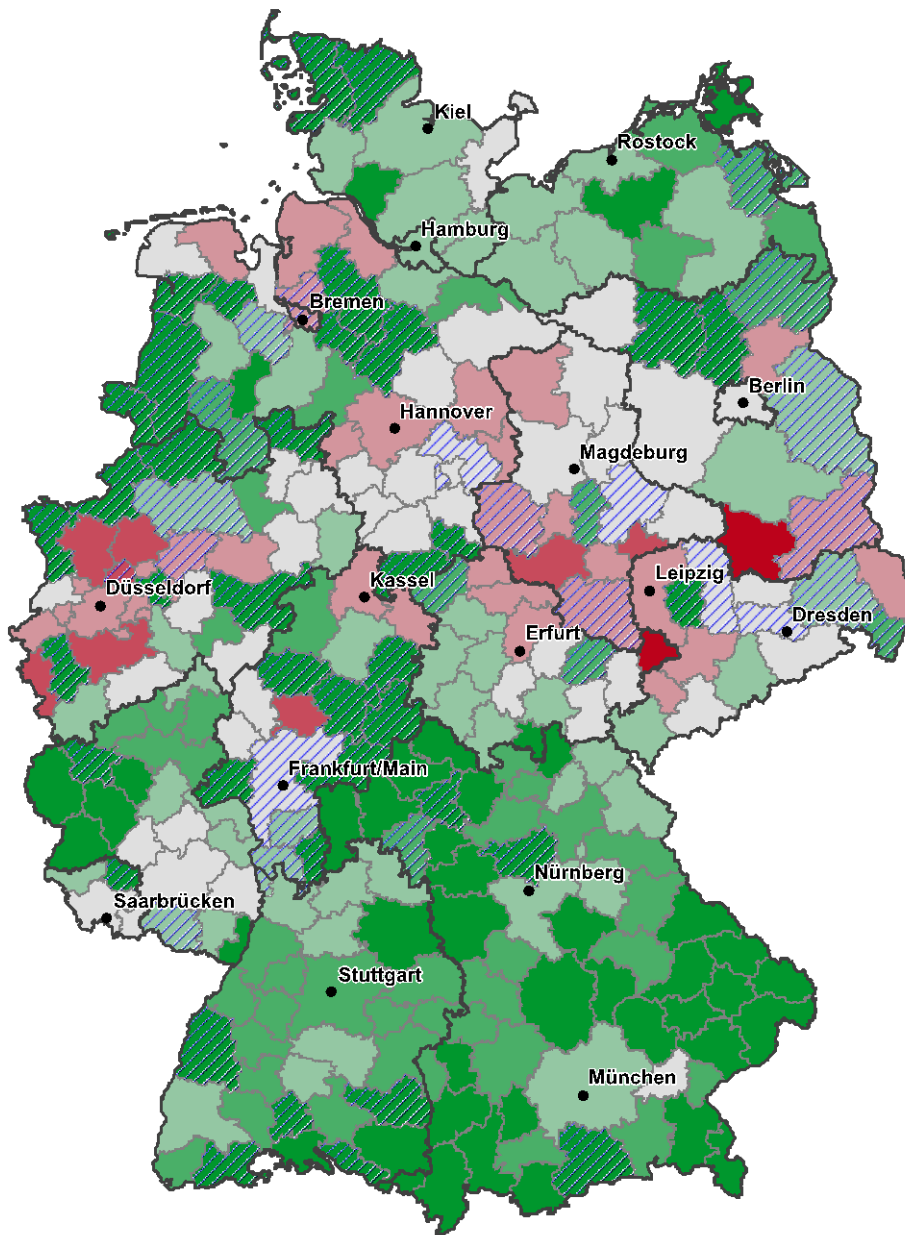 Kiel
Rostock
Hamburg
Bremen
Berlin
Hannover
Magdeburg
Düsseldorf
Kassel
Leipzig
Dresden
Erfurt
Frankfurt/Main
Nürnberg
Saarbrücken
Stuttgart
München